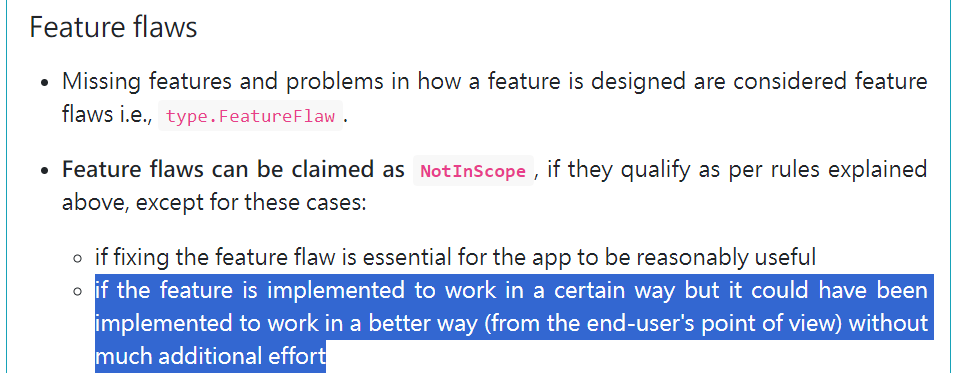 Feature flaws
• Missing features and problems in how a feature is designed are considered feature
flaws i.e., type.FeatureFlaw .
• Feature flaws can be claimed as NotInScope , if they qualify as per rules explained
above, except for these cases:
◦ if fixing the feature flaw is essential for the app to be reasonably useful
◦ if the feature is implemented to work in a certain way but it could have been
implemented to work in a better way (from the end-user's point of view) without
much additional effort